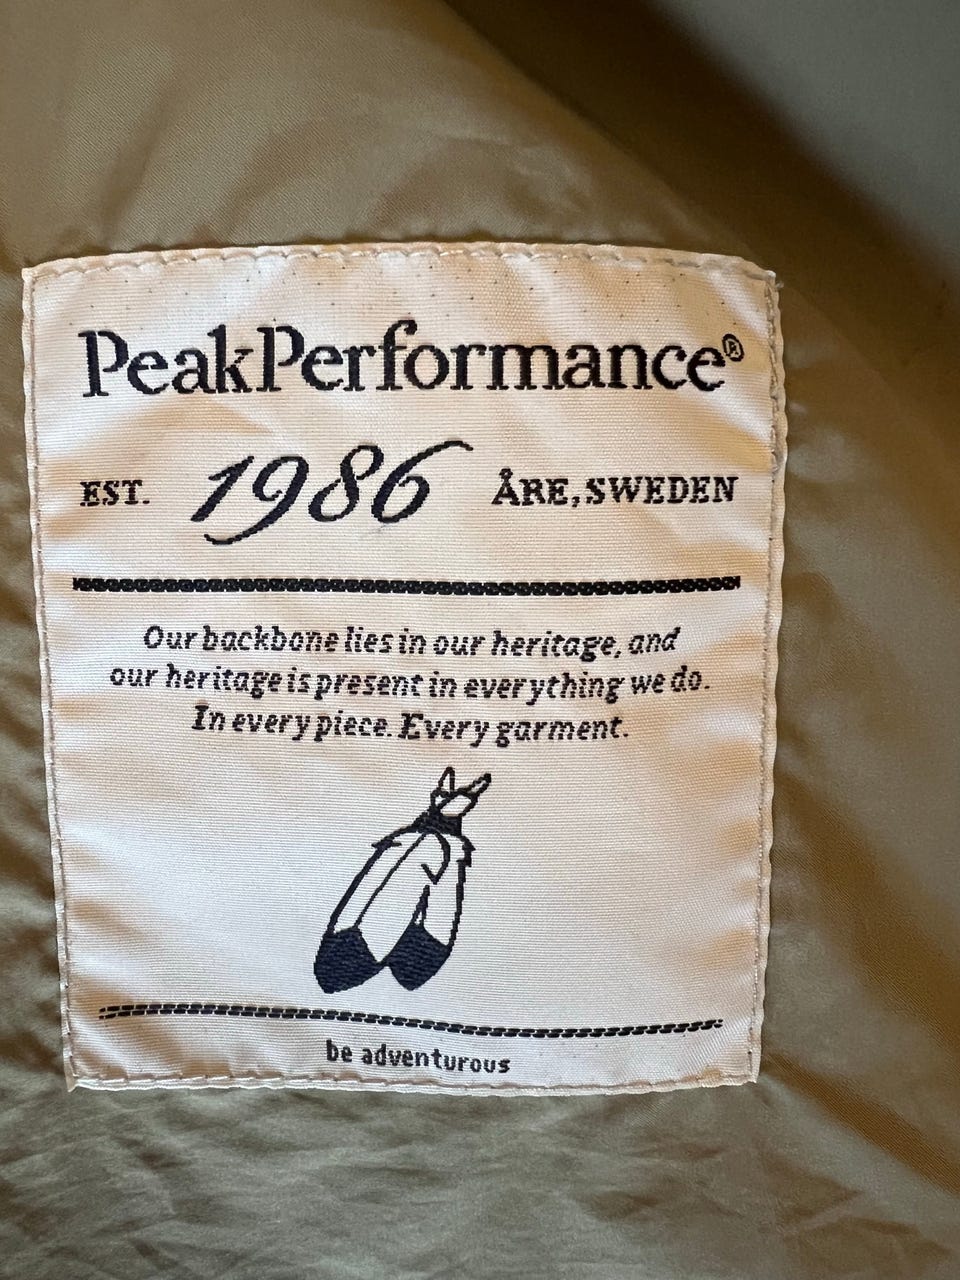 PeakPerformance®
EST. 1986 ÅRE, SWEDEN
Our backbone lies in our heritage, and
our heritage is present in everything we do.
In every piece. Every garment.
be adventurous